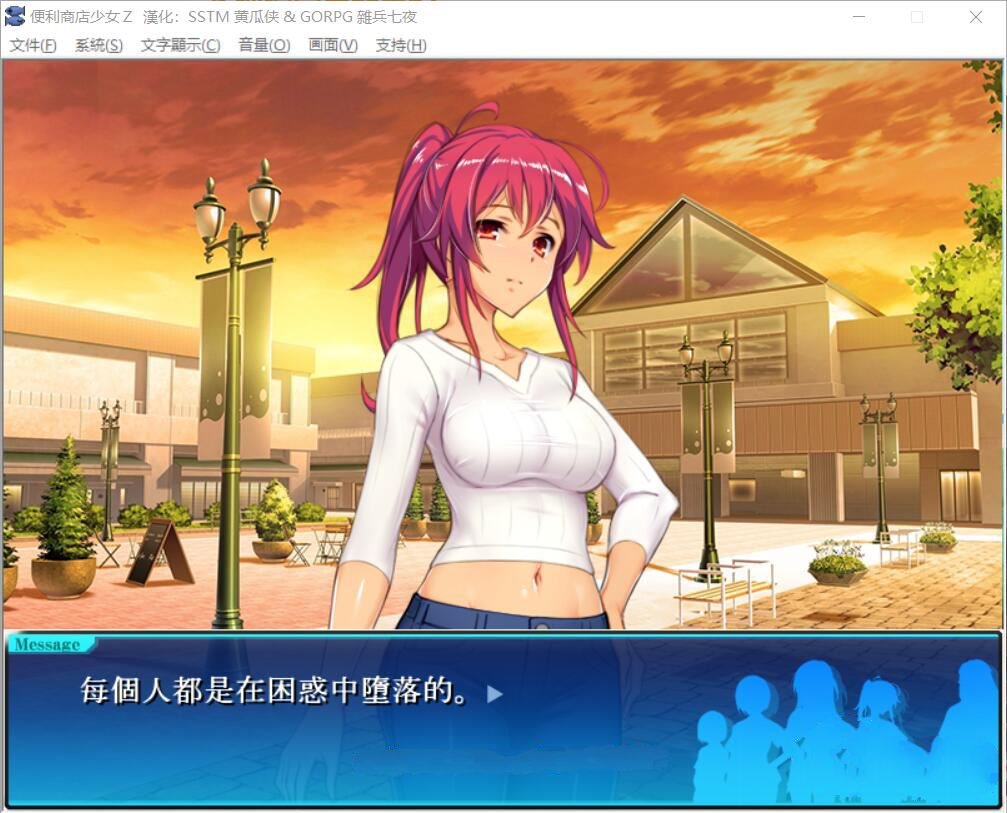 便利商店少女Z 漢化：SSTM 黄瓜侠 & GORPG 雜兵七夜
文件(F) 系統(S) 文字顯示(C) 音量(O) 画面(V) 支持(H)
Message
每個人都是在困惑中墮落的。